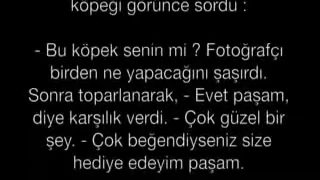 köpeği görünce sordu :
- Bu köpek senin mi ? Fotoğrafçı
birden ne yapacağını şaşırdı.
Sonra toparlanarak, - Evet paşam,
diye karşılık verdi. - Çok güzel bir
şey. - Çok beğendiyseniz size
hediye edeyim paşam.